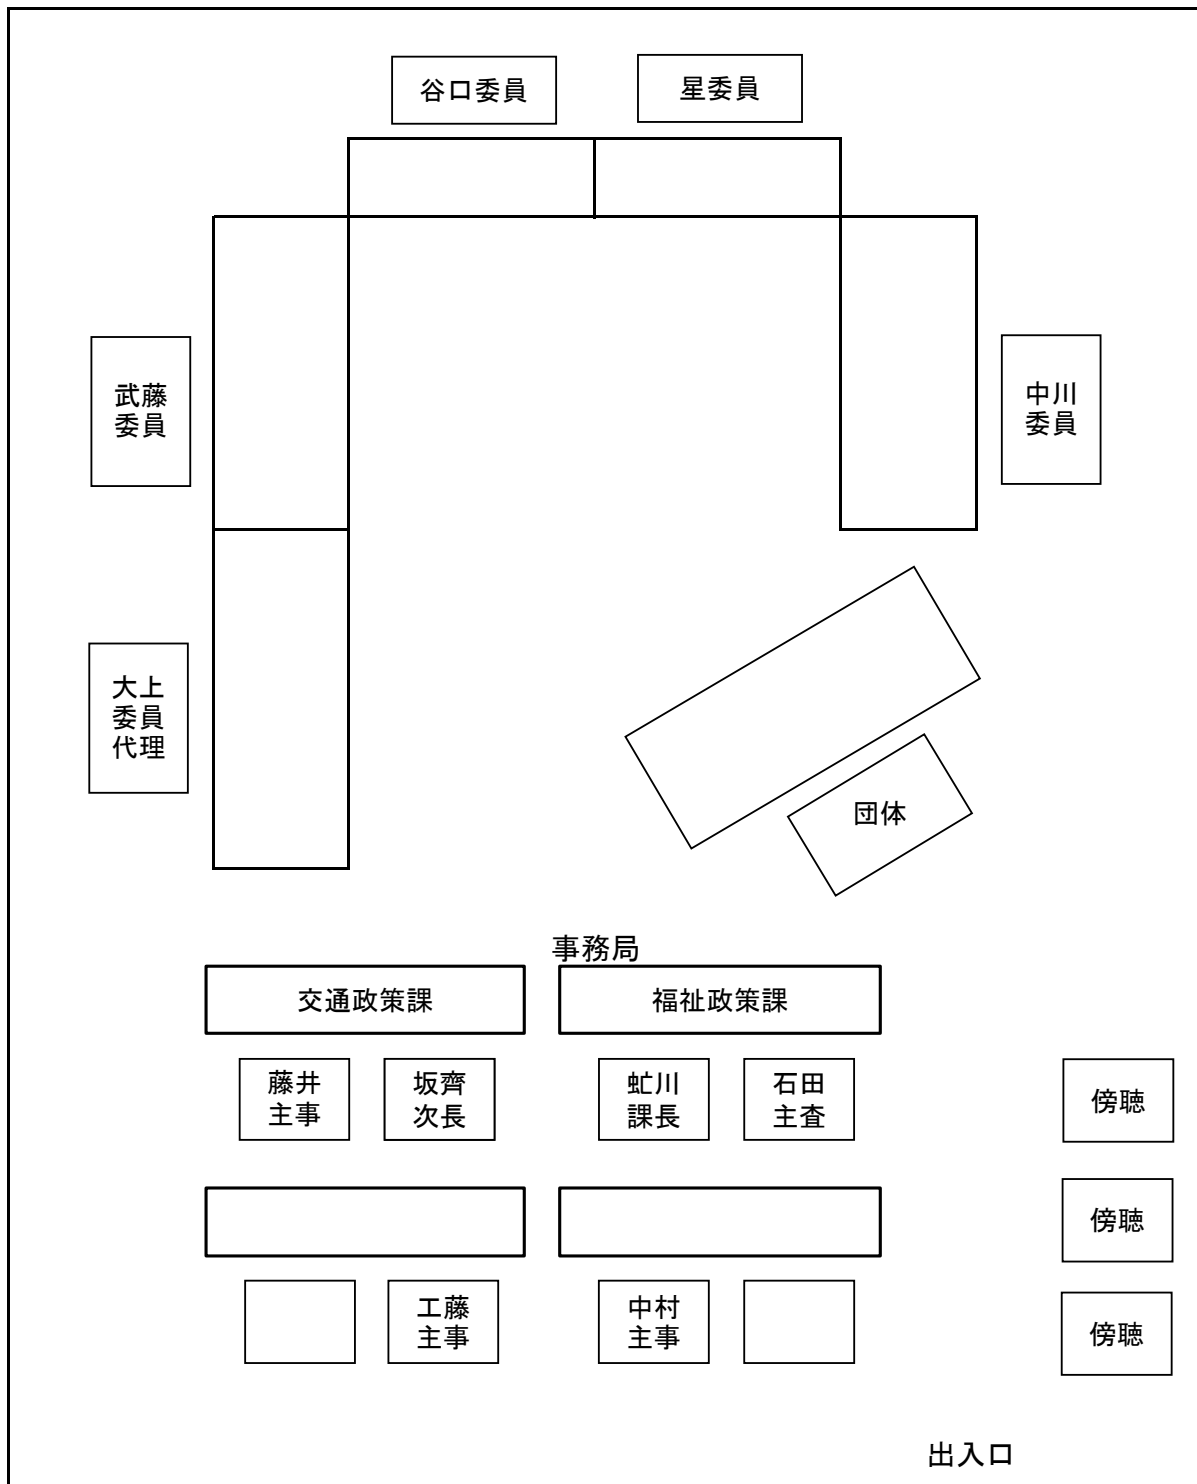 谷口委員
星委員
武藤
委員
中川
委員
大上
委員
代理
団体
事務局
交通政策課
福祉政策課
藤井
主事
坂齊
次長
虻川
課長
石田
主査
傍聴
傍聴
工藤
主事
中村
主事
傍聴
出入口